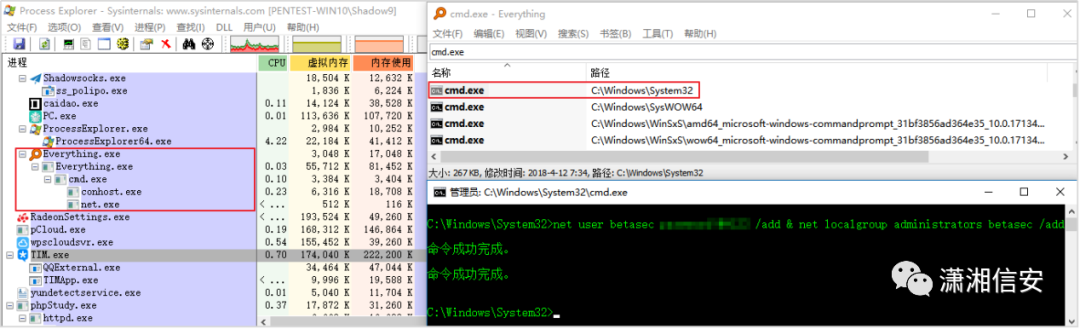 Process Explorer - Sysinternals: www.sysinternals.com [PENTEST-WIN10\Shadow9]
文件(F) 选项(O) 查看(V) 进程(P) 查找(I) DLL 用户(U) 帮助(H)
进程 CPU 虚拟内存 内存使用
Shadowsocks.exe 18,504 K 12,632 K
ss_polipo.exe 1,836 K 6,224 K
caidao.exe 0.11 14,124 K 38,528 K
PC.exe 0.01 113,636 K 107,720 K
ProcessExplorer.exe 2,984 K 10,252 K
ProcessExplorer64.exe 4.22 22,184 K 41,412 K
Everything.exe 3,048 K 17,048 K
Everything.exe 0.03 55,712 K 81,452 K
cmd.exe 0.10 3,384 K 3,404 K
conhost.exe 0.23 6,316 K 18,708 K
net.exe < 512 K 116 K
RadeonSettings.exe < 193,524 K 49,260 K
pCloud.exe 0.19 168,312 K 146,864 K
wpscloudsvr.exe 0.54 155,452 K 39,260 K
TIM.exe 0.70 174,040 K 222,200 K
QQExternal.exe 34,464 K 47,044 K
TIMApp.exe < 9,996 K 19,588 K
yundetectservice.exe 0.01 5,040 K 11,704 K
phpStudy.exe 0.37 17,872 K 31,260 K
httpd.exe
cmd.exe - Everything
文件(F) 编辑(E) 视图(V) 搜索(S) 书签(B) 工具(T) 帮助(H)
cmd.exe
名称 路径
cmd.exe C:\Windows\System32
cmd.exe C:\Windows\SysWOW64
cmd.exe C:\Windows\WinSxS\amd64_microsoft-windows-commandprompt_31bf3856ad364e35_10.0.17134...
cmd.exe C:\Windows\WinSxS\wow64_microsoft-windows-commandprompt_31bf3856ad364e35_10.0.17134...
大小: 267 KB, 修改时间: 2018-4-12 7:34, 路径: C:\Windows\System32
管理员: C:\Windows\System32\cmd.exe
C:\Windows\System32>net user betasec /add & net localgroup administrators betasec /add
命令成功完成。
命令成功完成。
C:\Windows\System32>
潇湘信安